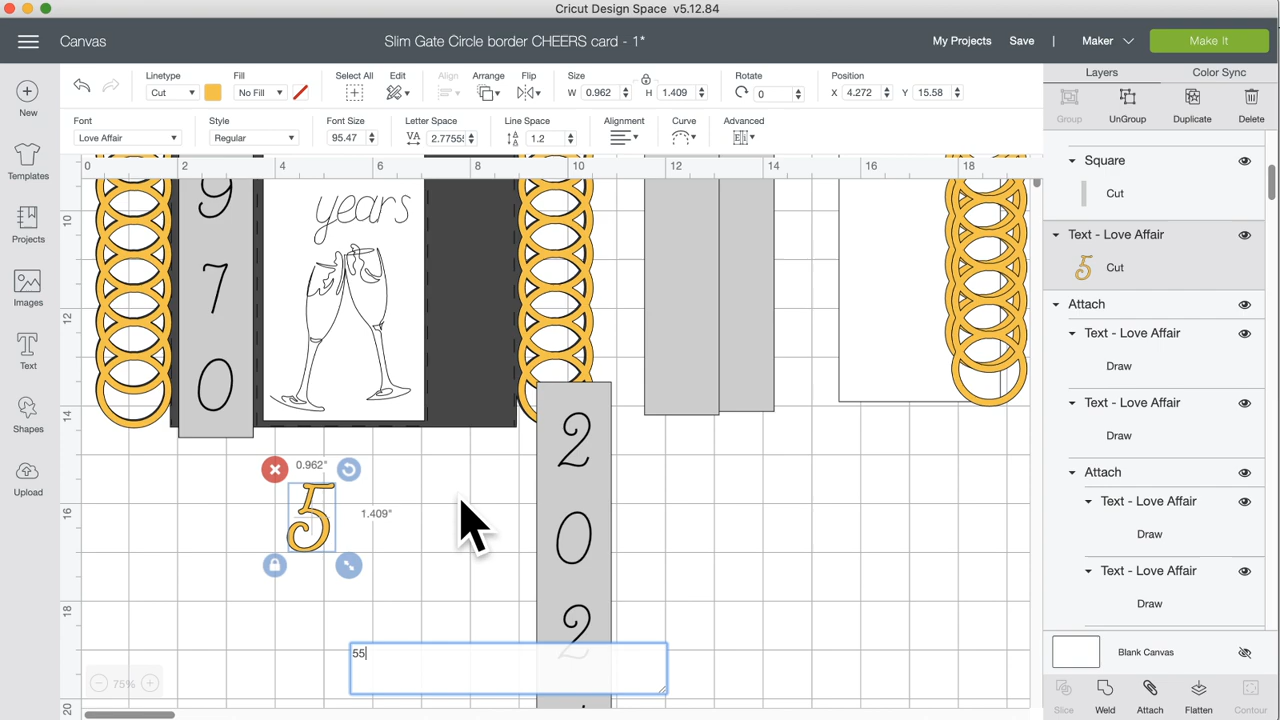 Cricut Design Space v5.12.84
Canvas
Slim Gate Circle border CHEERS card - 1*
My Projects
Save
|
Maker
Make It
Linetype
Cut
Fill
No Fill
Select All
Edit
Align
Arrange
Flip
Size
W 0.962
H 1.409
Rotate
0
Position
X 4.272
Y 15.58
Font
Love Affair
Style
Regular
Font Size
95.47
Letter Space
VA 2.7755
Line Space
1.2
Alignment
Curve
Advanced
New
Templates
Projects
Images
Text
Shapes
Upload
0 2 4 6 8 10 12 14 16 18
10
12
14
16
18
20
9
7
0
years
0.962"
5
1.409"
2
0
2
55
75%
Layers
Color Sync
Group
UnGroup
Duplicate
Delete
Square
Cut
Text - Love Affair
5 Cut
Attach
Text - Love Affair
Draw
Text - Love Affair
Draw
Attach
Text - Love Affair
Draw
Text - Love Affair
Draw
Blank Canvas
Slice
Weld
Attach
Flatten
Contour